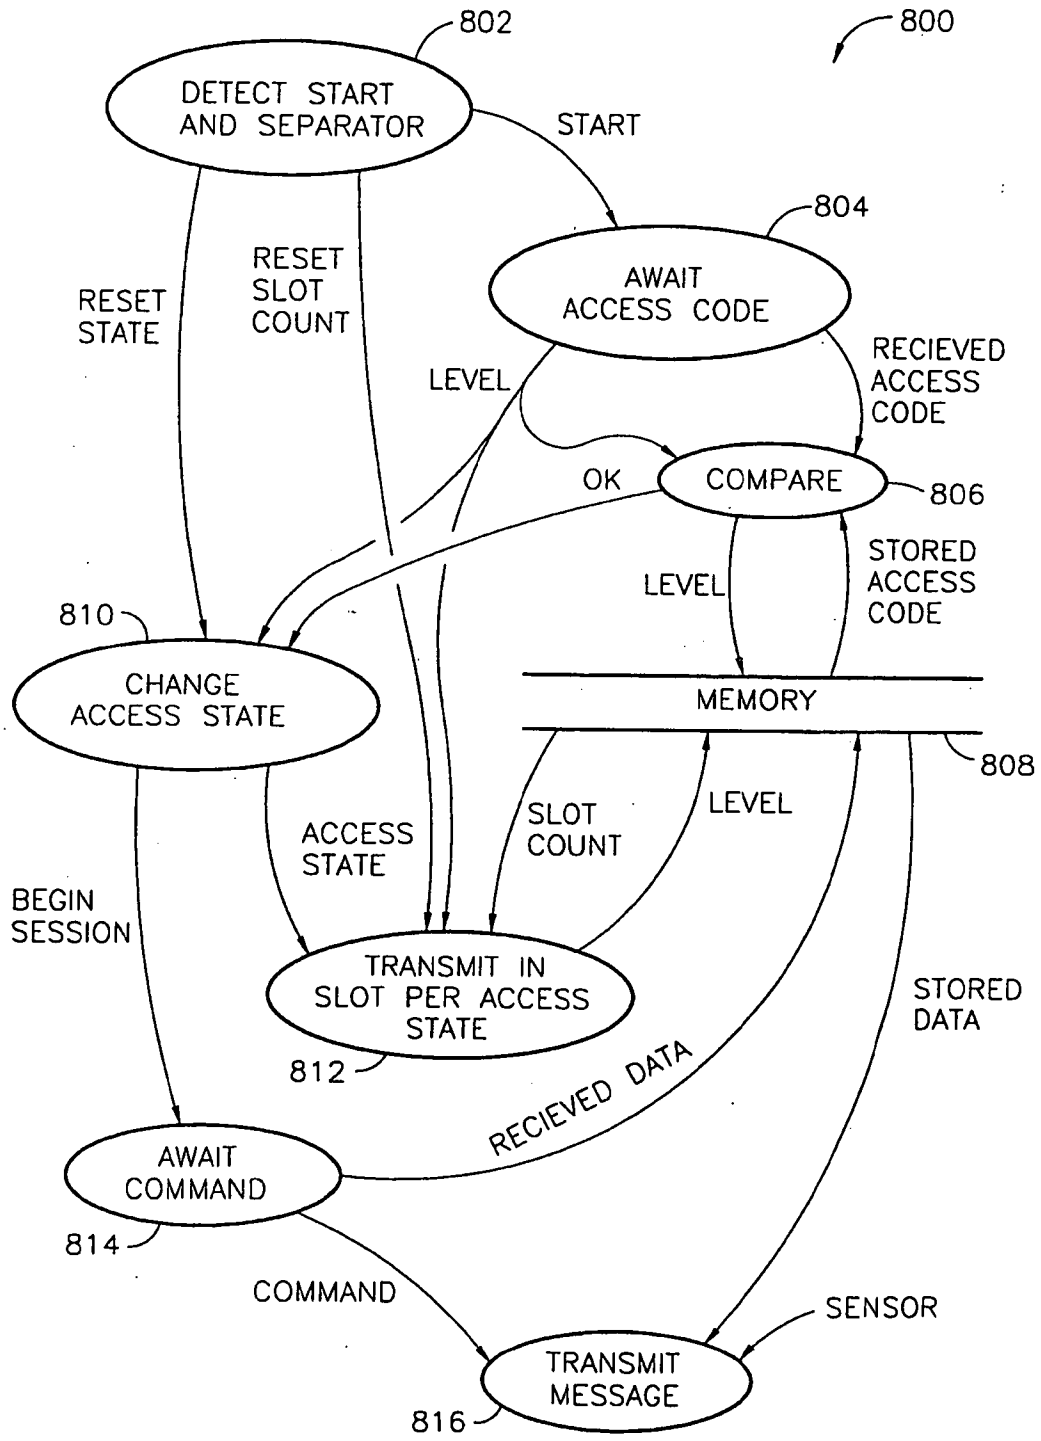 802
800
DETECT START
AND SEPARATOR
START
804
RESET
SLOT
COUNT
RESET
STATE
AWAIT
ACCESS CODE
LEVEL
RECIEVED
ACCESS
CODE
OK
COMPARE
806
LEVEL
STORED
ACCESS
CODE
810
CHANGE
ACCESS STATE
MEMORY
808
SLOT
COUNT
LEVEL
ACCESS
STATE
BEGIN
SESSION
TRANSMIT IN
SLOT PER ACCESS
STATE
812
STORED
DATA
RECIEVED DATA
AWAIT
COMMAND
814
COMMAND
SENSOR
TRANSMIT
MESSAGE
816